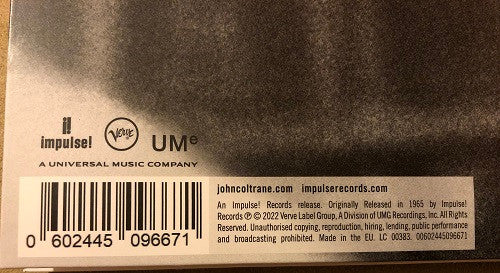 impulse!
Verve
UMe
A UNIVERSAL MUSIC COMPANY
johncoltrane.com impulserecords.com
An Impulse! Records release. Originally Released in 1965 by Impulse!
Records ℗ © 2022 Verve Label Group, A Division of UMG Recordings, Inc. All Rights
Reserved. Unauthorised copying, reproduction, hiring, lending, public performance
and broadcasting prohibited. Made in the EU. LC 00383. 00602445096671
0 602445 096671